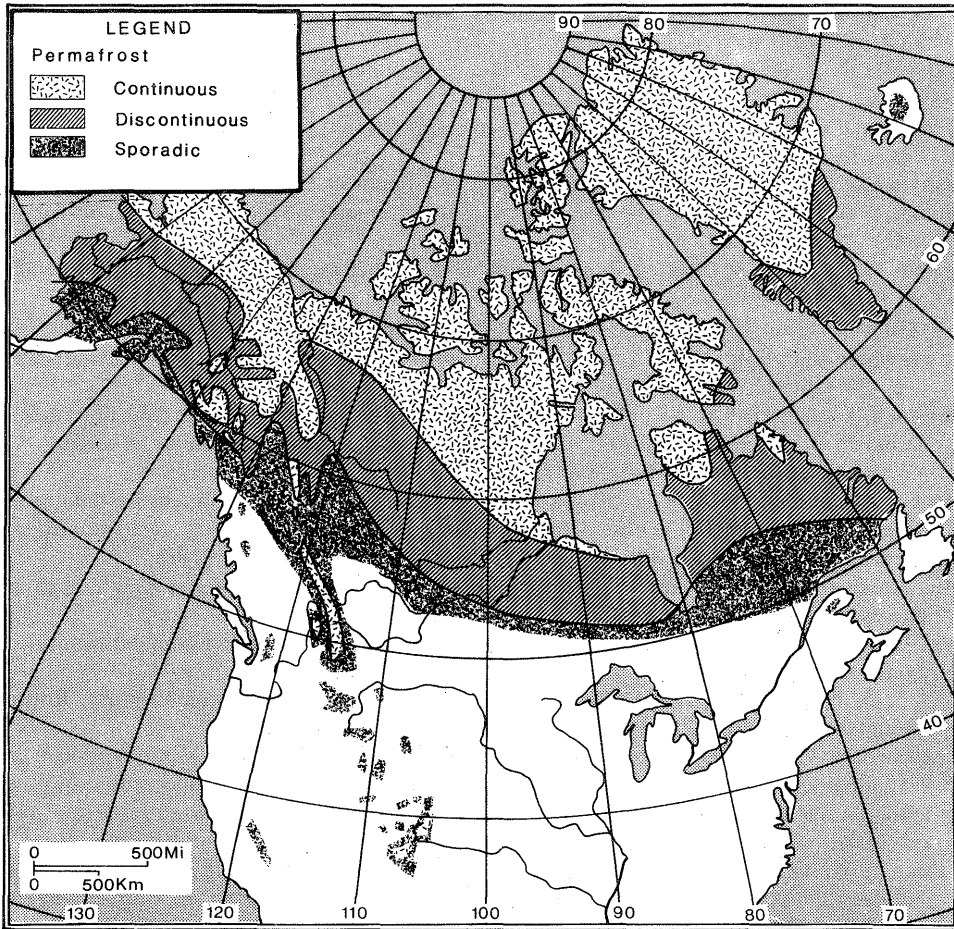 LEGEND
Permafrost
Continuous
Discontinuous
Sporadic
90 80 70
60
50
40
0 500Mi
0 500Km
130 120 110 100 90 80 70